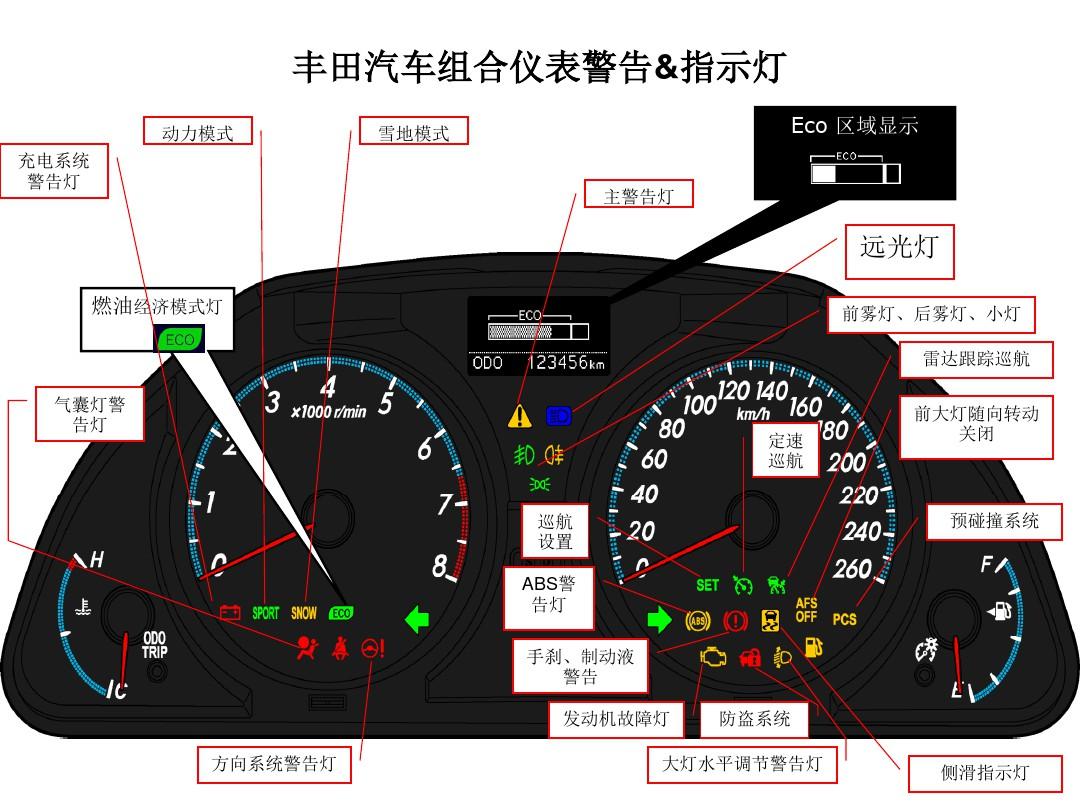 丰田汽车组合仪表警告&指示灯
动力模式
雪地模式
Eco 区域显示
ECO
充电系统
警告灯
主警告灯
远光灯
燃油经济模式灯
ECO
前雾灯、后雾灯、小灯
雷达跟踪巡航
气囊灯警
告灯
前大灯随向转动
关闭
定速
巡航
预碰撞系统
巡航
设置
ABS警
告灯
手刹、制动液
警告
发动机故障灯
防盗系统
方向系统警告灯
大灯水平调节警告灯
侧滑指示灯
ECO
ODO 123456km
0
1
2
3
4
5
6
7
8
x1000 r/min
0
20
40
60
80
100
120
140
160
180
200
220
240
260
km/h
H
C
ODO
TRIP
F
E
SPORT
SNOW
ECO
SET
ABS
AFS
OFF
PCS